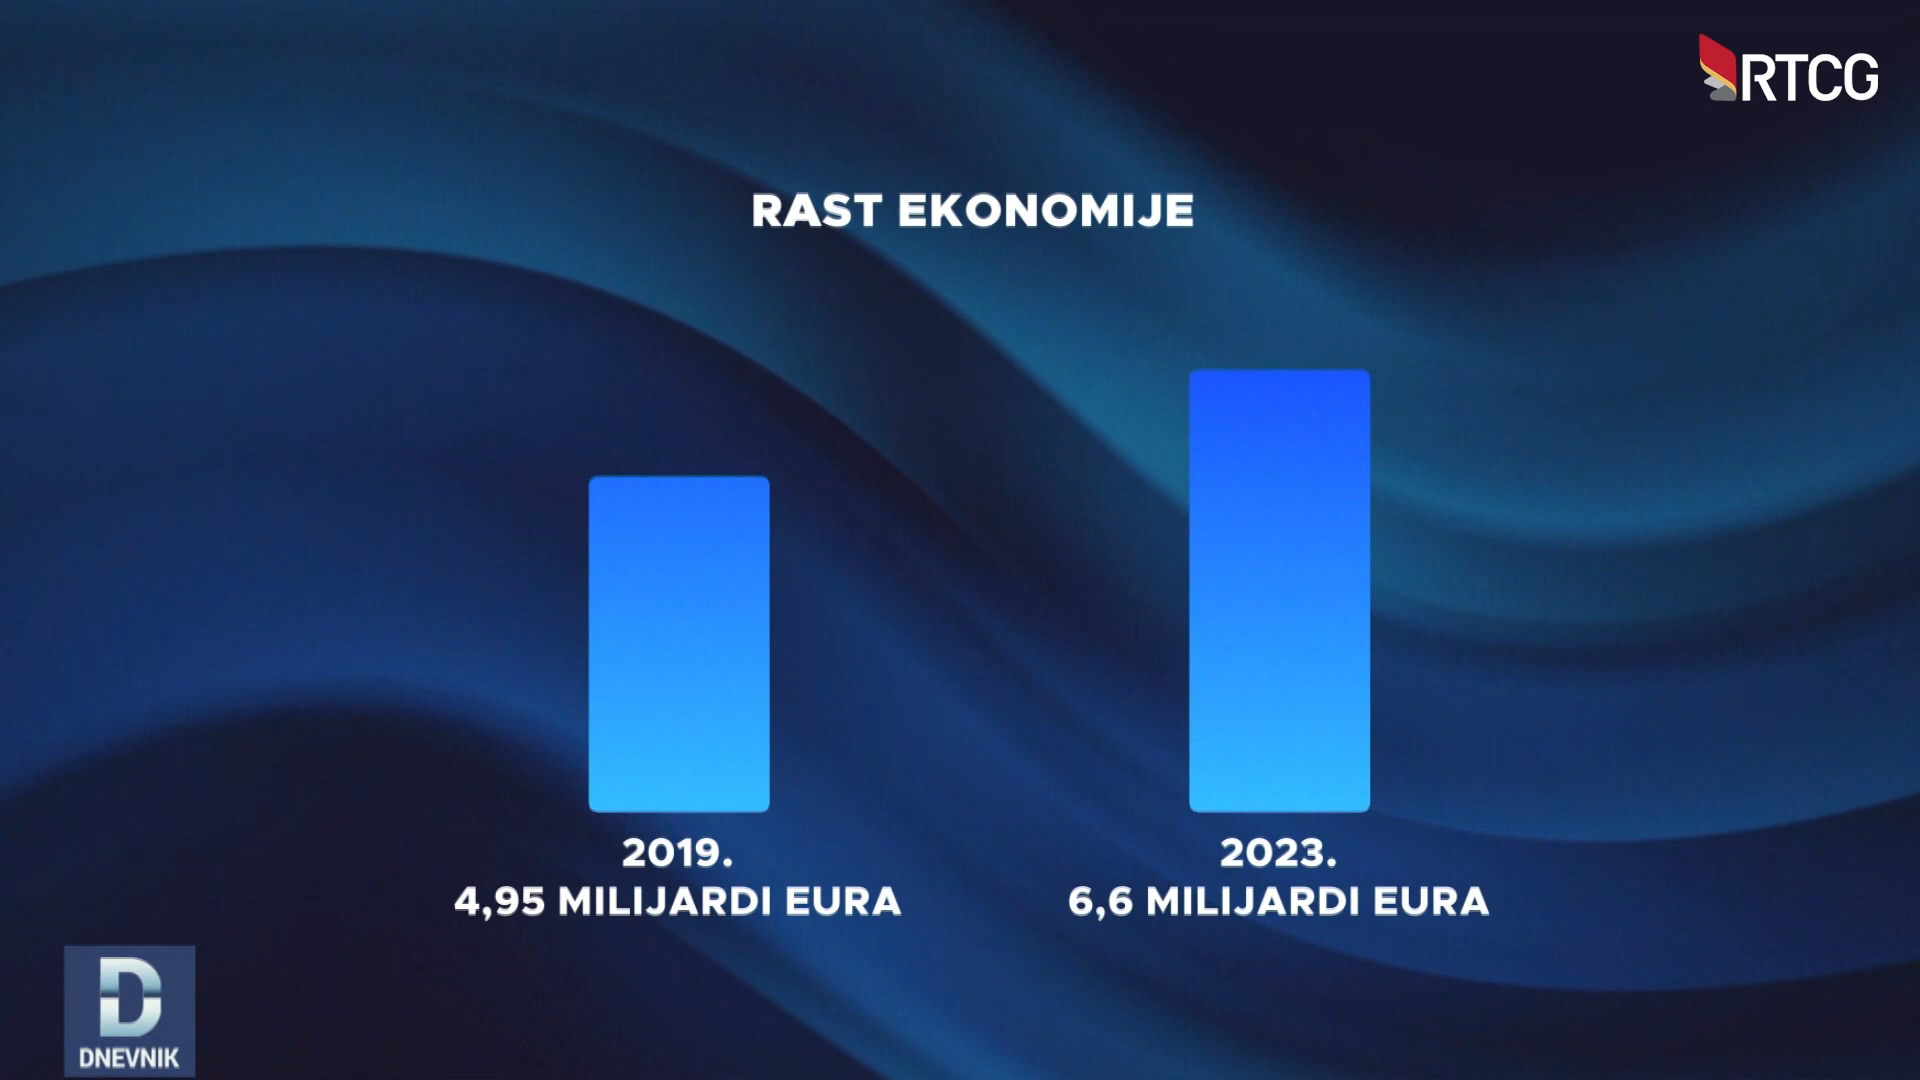 RTCG
RAST EKONOMIJE
2019.
4,95 MILIJARDI EURA
2023.
6,6 MILIJARDI EURA
D
DNEVNIK